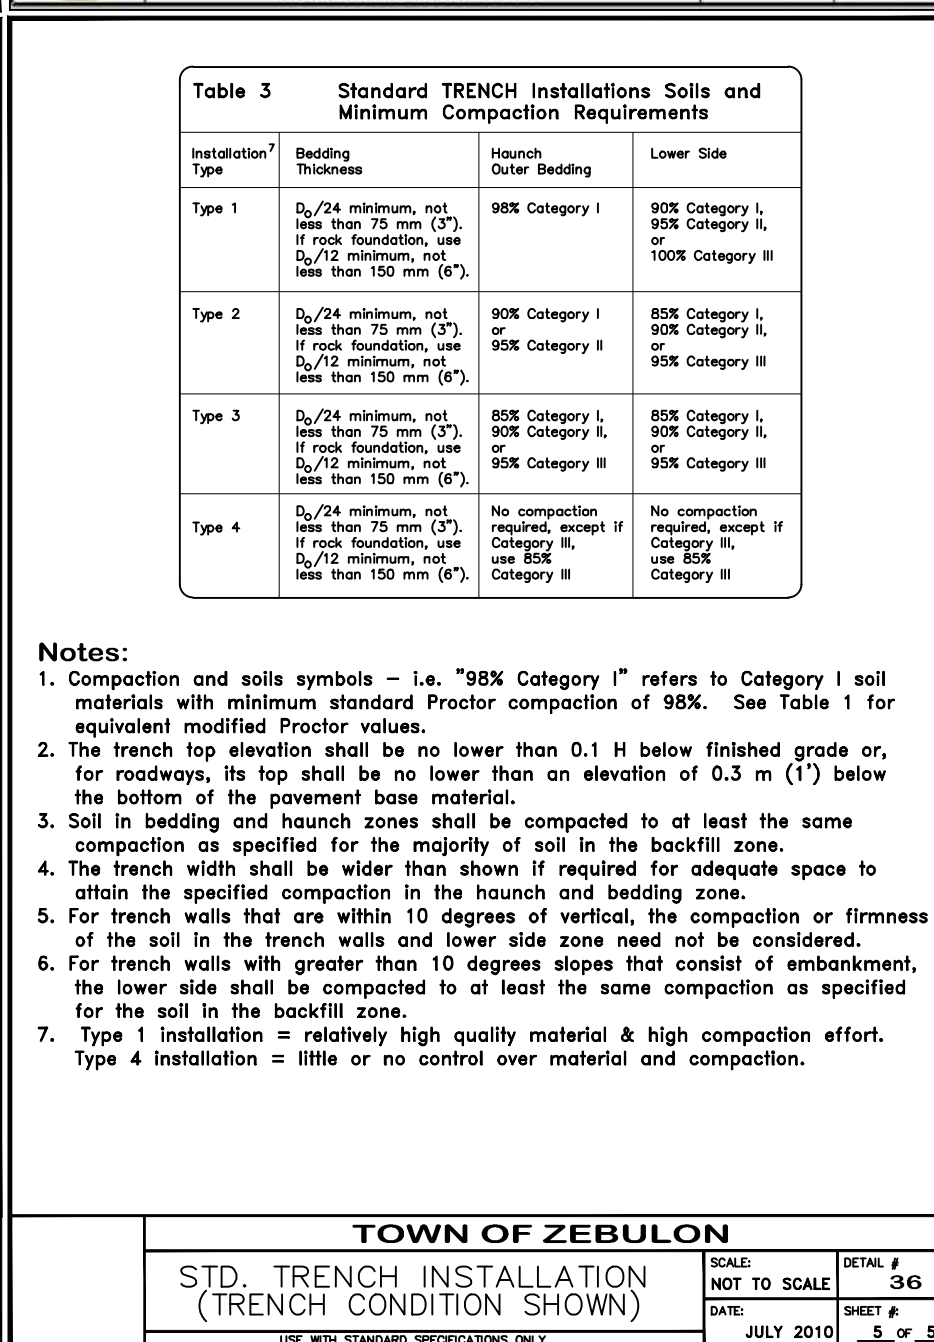 Table 3 Standard TRENCH Installations Soils and
Minimum Compaction Requirements
Installation7
Type
Bedding
Thickness
Haunch
Outer Bedding
Lower Side
Type 1
Do/24 minimum, not
less than 75 mm (3").
If rock foundation, use
Do/12 minimum, not
less than 150 mm (6").
98% Category I
90% Category I,
95% Category II,
or
100% Category III
Type 2
Do/24 minimum, not
less than 75 mm (3").
If rock foundation, use
Do/12 minimum, not
less than 150 mm (6").
90% Category I
or
95% Category II
85% Category I,
90% Category II,
or
95% Category III
Type 3
Do/24 minimum, not
less than 75 mm (3").
If rock foundation, use
Do/12 minimum, not
less than 150 mm (6").
85% Category I,
90% Category II,
or
95% Category III
85% Category I,
90% Category II,
or
95% Category III
Type 4
Do/24 minimum, not
less than 75 mm (3").
If rock foundation, use
Do/12 minimum, not
less than 150 mm (6").
No compaction
required, except if
Category III,
use 85%
Category III
No compaction
required, except if
Category III,
use 85%
Category III
Notes:
1. Compaction and soils symbols – i.e. "98% Category I" refers to Category I soil
materials with minimum standard Proctor compaction of 98%. See Table 1 for
equivalent modified Proctor values.
2. The trench top elevation shall be no lower than 0.1 H below finished grade or,
for roadways, its top shall be no lower than an elevation of 0.3 m (1') below
the bottom of the pavement base material.
3. Soil in bedding and haunch zones shall be compacted to at least the same
compaction as specified for the majority of soil in the backfill zone.
4. The trench width shall be wider than shown if required for adequate space to
attain the specified compaction in the haunch and bedding zone.
5. For trench walls that are within 10 degrees of vertical, the compaction or firmness
of the soil in the trench walls and lower side zone need not be considered.
6. For trench walls with greater than 10 degrees slopes that consist of embankment,
the lower side shall be compacted to at least the same compaction as specified
for the soil in the backfill zone.
7. Type 1 installation = relatively high quality material & high compaction effort.
Type 4 installation = little or no control over material and compaction.
TOWN OF ZEBULON
STD. TRENCH INSTALLATION
(TRENCH CONDITION SHOWN)
USE WITH STANDARD SPECIFICATIONS ONLY
SCALE:
NOT TO SCALE
DETAIL #
36
DATE:
JULY 2010
SHEET #:
5 OF 5